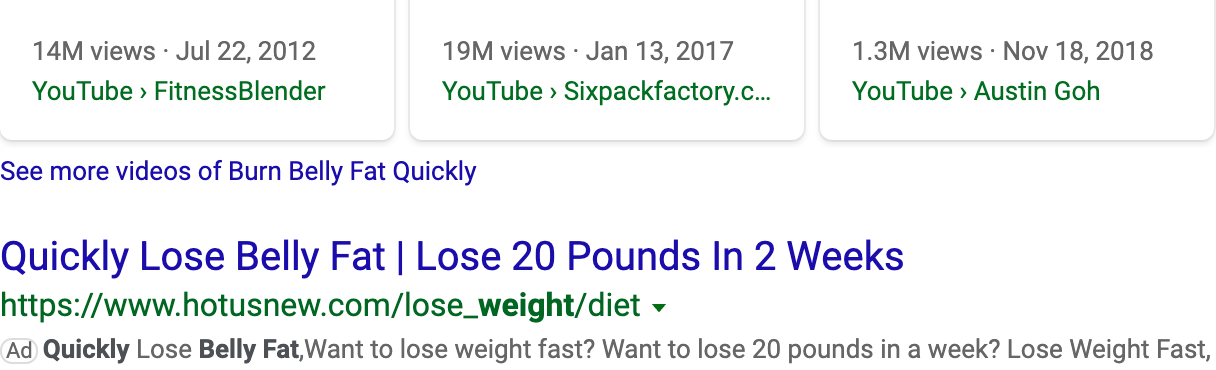 14M views · Jul 22, 2012
YouTube › FitnessBlender
19M views · Jan 13, 2017
YouTube › Sixpackfactory.c...
1.3M views · Nov 18, 2018
YouTube › Austin Goh
See more videos of Burn Belly Fat Quickly
Quickly Lose Belly Fat | Lose 20 Pounds In 2 Weeks
https://www.hotusnew.com/lose_weight/diet
Ad Quickly Lose Belly Fat,Want to lose weight fast? Want to lose 20 pounds in a week? Lose Weight Fast,